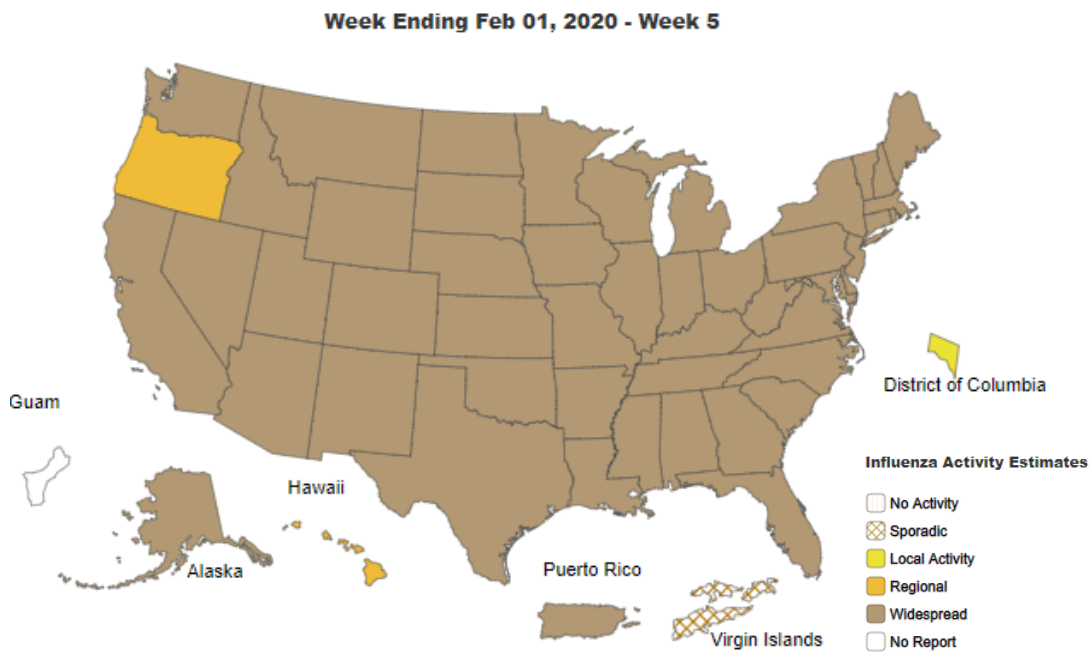 Week Ending Feb 01, 2020 - Week 5
District of Columbia
Guam
Influenza Activity Estimates
Hawaii
No Activity
Sporadic
Local Activity
Alaska
Puerto Rico
Regional
Widespread
Virgin Islands
No Report